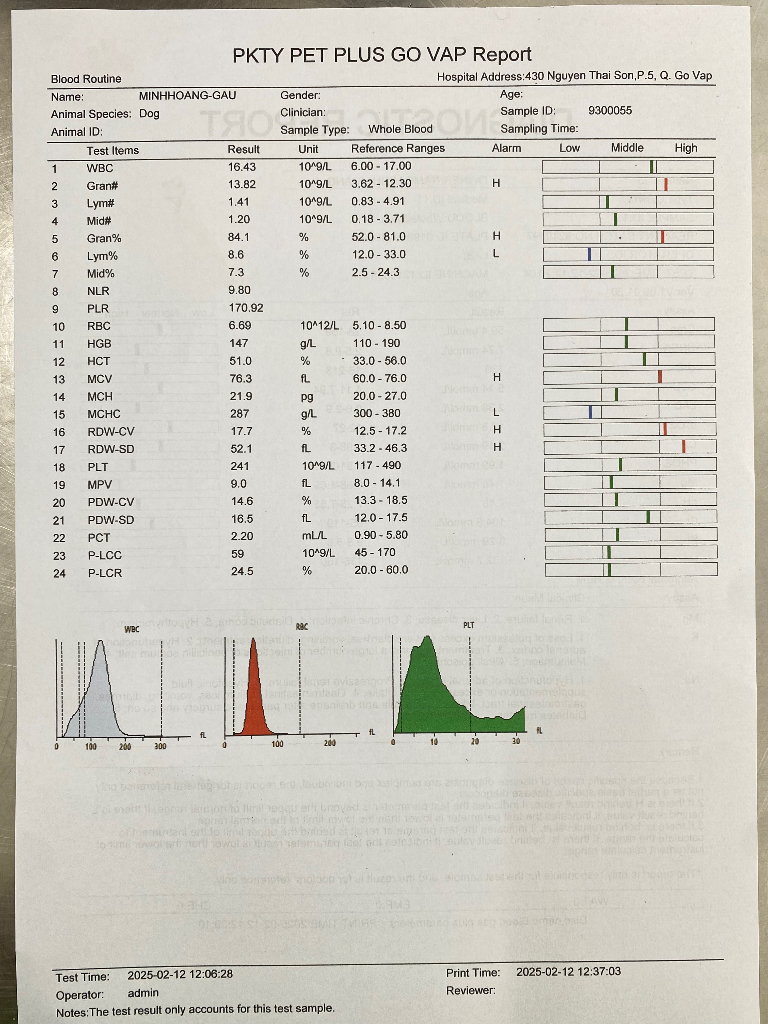 PKTY PET PLUS GO VAP Report
Blood Routine Hospital Address:430 Nguyen Thai Son,P.5, Q. Go Vap
Name: MINHHOANG-GAU Gender: Age:
Animal Species: Dog Clinician: Sample ID: 9300055
Animal ID: Sample Type: Whole Blood Sampling Time:
Test Items Result Unit Reference Ranges Alarm Low Middle High
1 WBC 16.43 10^9/L 6.00 - 17.00
2 Gran# 13.82 10^9/L 3.62 - 12.30 H
3 Lym# 1.41 10^9/L 0.83 - 4.91
4 Mid# 1.20 10^9/L 0.18 - 3.71
5 Gran% 84.1 % 52.0 - 81.0 H
6 Lym% 8.6 % 12.0 - 33.0 L
7 Mid% 7.3 % 2.5 - 24.3
8 NLR 9.80
9 PLR 170.92
10 RBC 6.69 10^12/L 5.10 - 8.50
11 HGB 147 g/L 110 - 190
12 HCT 51.0 % 33.0 - 56.0
13 MCV 76.3 fL 60.0 - 76.0 H
14 MCH 21.9 pg 20.0 - 27.0
15 MCHC 287 g/L 300 - 380 L
16 RDW-CV 17.7 % 12.5 - 17.2 H
17 RDW-SD 52.1 fL 33.2 - 46.3 H
18 PLT 241 10^9/L 117 - 490
19 MPV 9.0 fL 8.0 - 14.1
20 PDW-CV 14.6 % 13.3 - 18.5
21 PDW-SD 16.5 fL 12.0 - 17.5
22 PCT 2.20 mL/L 0.90 - 5.80
23 P-LCC 59 10^9/L 45 - 170
24 P-LCR 24.5 % 20.0 - 60.0
WBC RBC PLT
0 100 200 300 fL 0 100 200 fL 0 10 20 30 fL
Test Time: 2025-02-12 12:06:28 Print Time: 2025-02-12 12:37:03
Operator: admin Reviewer:
Notes:The test result only accounts for this test sample.